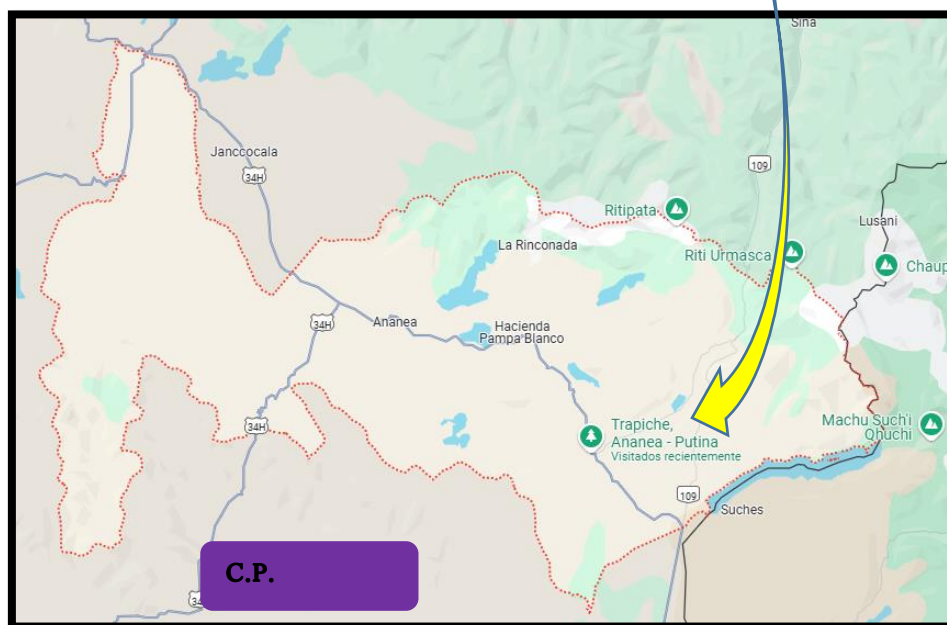 Sina
109
Janccocala
34H
Ritipata
Lusani
La Rinconada
Riti Urmasca
Chaup
34H
Ananea
Hacienda
Pampa Blanco
34H
Trapiche,
Ananea - Putina
Visitados recientemente
Machu Such'i
Qhuchi
109
Suches
C.P.
34